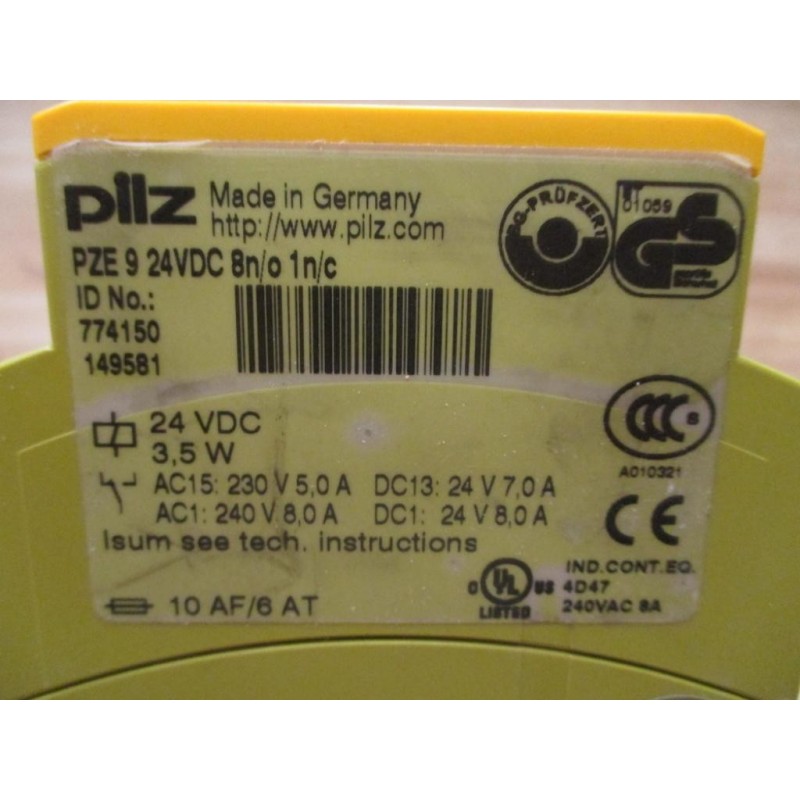 pilz Made in Germany
http://www.pilz.com
PZE 9 24VDC 8n/o 1n/c
ID No.:
774150
149581
BG-PRÜFZERT
01059
GS
geprüfte
Sicherheit
24 VDC
3,5 W
AC15: 230 V 5,0 A DC13: 24 V 7,0 A
AC1: 240 V 8,0 A DC1: 24 V 8,0 A
Isum see tech. instructions
10 AF/6 AT
CCC S
A010321
CE
C UL US
LISTED
IND.CONT.EQ.
4D47
240VAC 8A